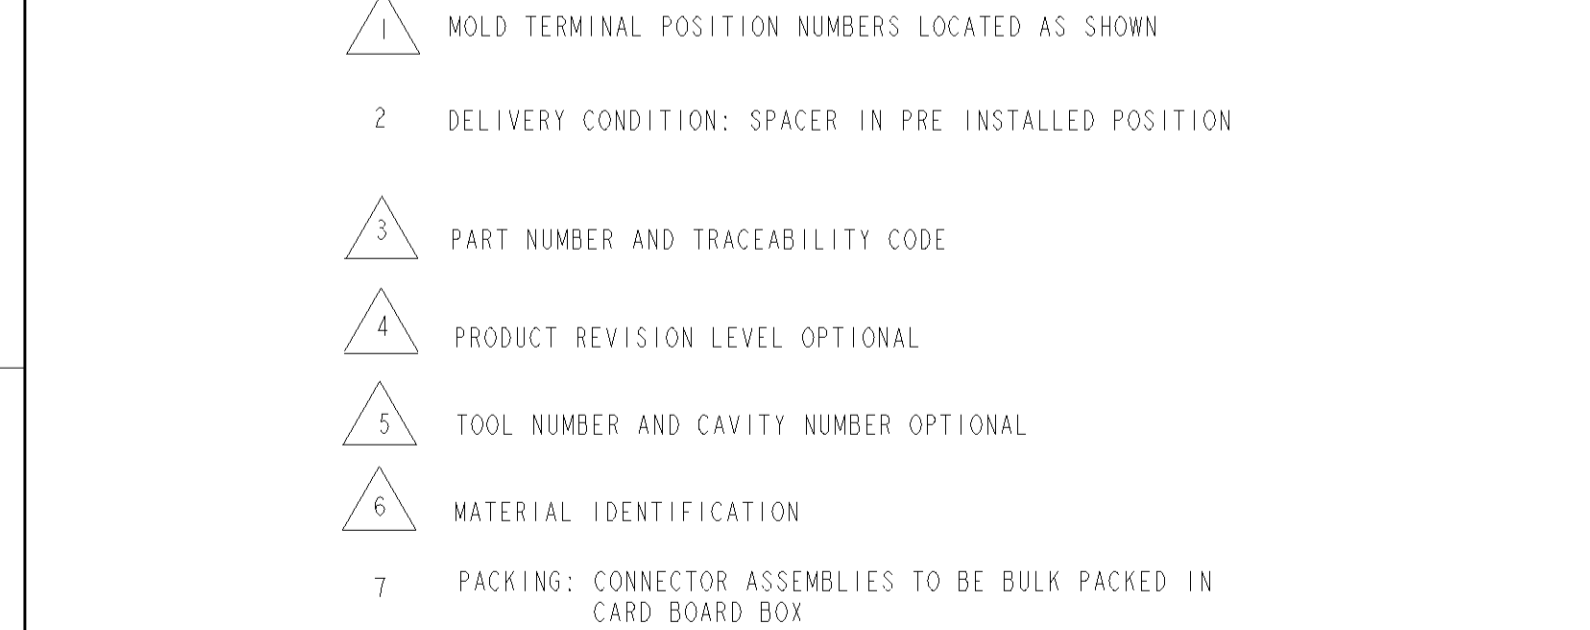 1 MOLD TERMINAL POSITION NUMBERS LOCATED AS SHOWN
2 DELIVERY CONDITION: SPACER IN PRE INSTALLED POSITION
3 PART NUMBER AND TRACEABILITY CODE
4 PRODUCT REVISION LEVEL OPTIONAL
5 TOOL NUMBER AND CAVITY NUMBER OPTIONAL
6 MATERIAL IDENTIFICATION
7 PACKING: CONNECTOR ASSEMBLIES TO BE BULK PACKED IN
CARD BOARD BOX